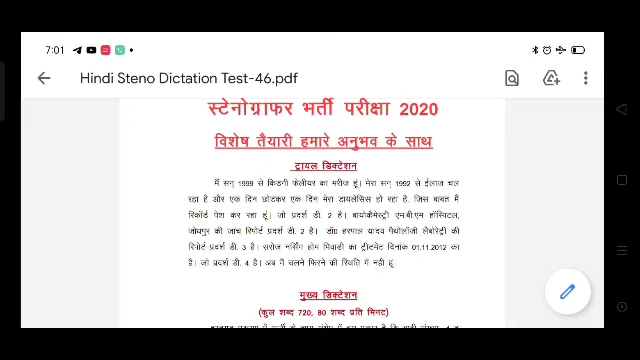 7:01
Hindi Steno Dictation Test-46.pdf
स्टेनोग्राफर भर्ती परीक्षा 2020
विशेष तैयारी हमारे अनुभव के साथ
ट्रायल डिक्टेशन
में सन् 1999 से किडनी फेलीयर का मरीज हूं। मेरा सन् 1992 से ईलाज चल
रहा है और एक दिन छोडकर एक दिन मेरा डायलेसिस हो रहा है, जिस बाबत मैं
रिकॉर्ड पेश कर रहा हूं। जो प्रदर्श डी. 2 है। बायोकेमेस्ट्री एम.बी.एम हॉस्पिटल,
जोधपुर की जांच रिपोर्ट प्रदर्श डी. 2 है। डॉ0 हरपाल यादव पैथोलॉजी लैबोरेट्री की
रिपोर्ट प्रदर्श डी. 3 है। सरोज नर्सिंग होम भिवाडी का ट्रीटमेंट दिनांक 01.11.2012 का
है। जो प्रदर्श डी. 4 है। अब मैं चलने फिरने की स्थिति में नही हूं
मुख्य डिक्टेशन
(कुल शब्द 720, 80 शब्द प्रति मिनट)